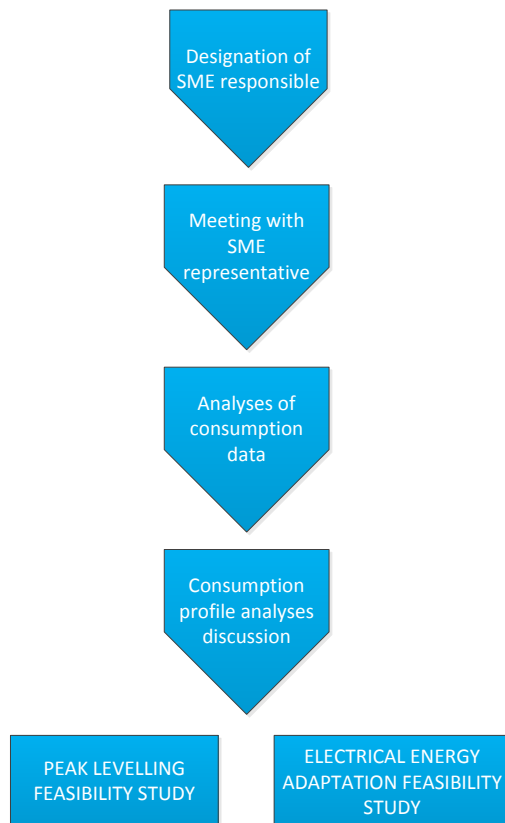 Designation of
SME responsible
Meeting with
SME
representative
Analyses of
consumption
data
Consumption
profile analyses
discussion
PEAK LEVELLING
FEASIBILITY STUDY
ELECTRICAL ENERGY
ADAPTATION FEASIBILITY
STUDY